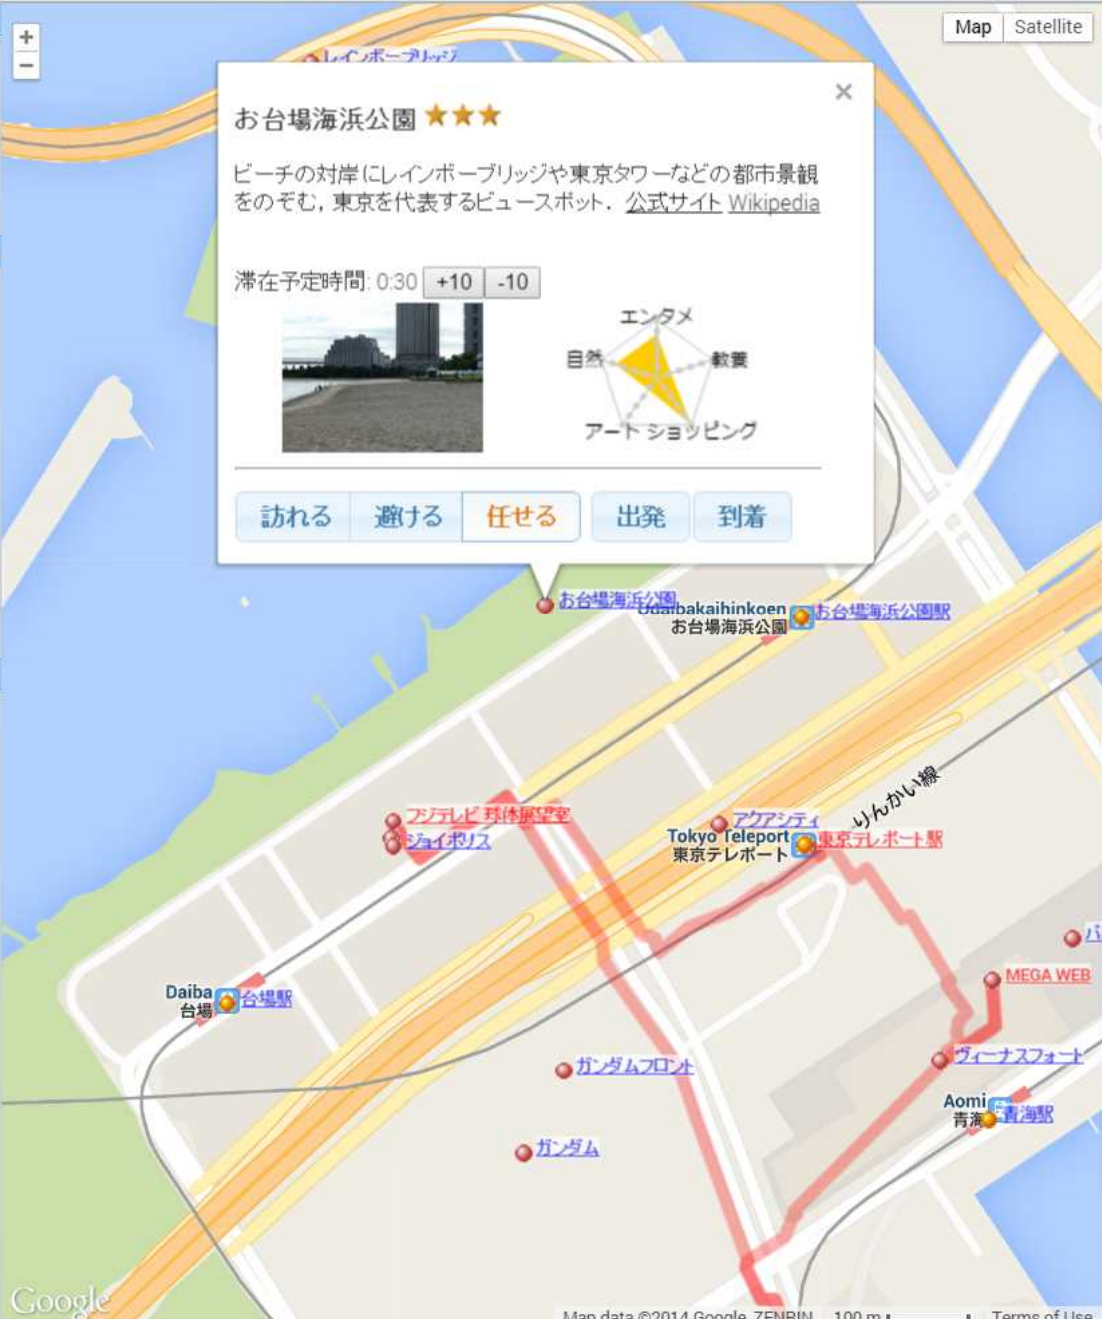 +
−
Map Satellite
レインボーブリッジ
×
お台場海浜公園 ★★★
ビーチの対岸にレインボーブリッジや東京タワーなどの都市景観
をのぞむ, 東京を代表するビュースポット. 公式サイト Wikipedia
滞在予定時間: 0:30 +10 -10
エンタメ
自然
教養
アート ショッピング
訪れる 避ける 任せる 出発 到着
お台場海浜公園
Odaibakaihinkoen
お台場海浜公園
お台場海浜公園駅
りんかい線
フジテレビ 球体展望室
ジョイポリス
アクアシティ
Tokyo Teleport
東京テレポート
東京テレポート駅
MEGA WEB
Daiba
台場
台場駅
ガンダムフロント
ヴィーナスフォート
Aomi
青海
青海駅
ガンダム
Google
Map data ©2014 Google, ZENRIN 100 m Terms of Use